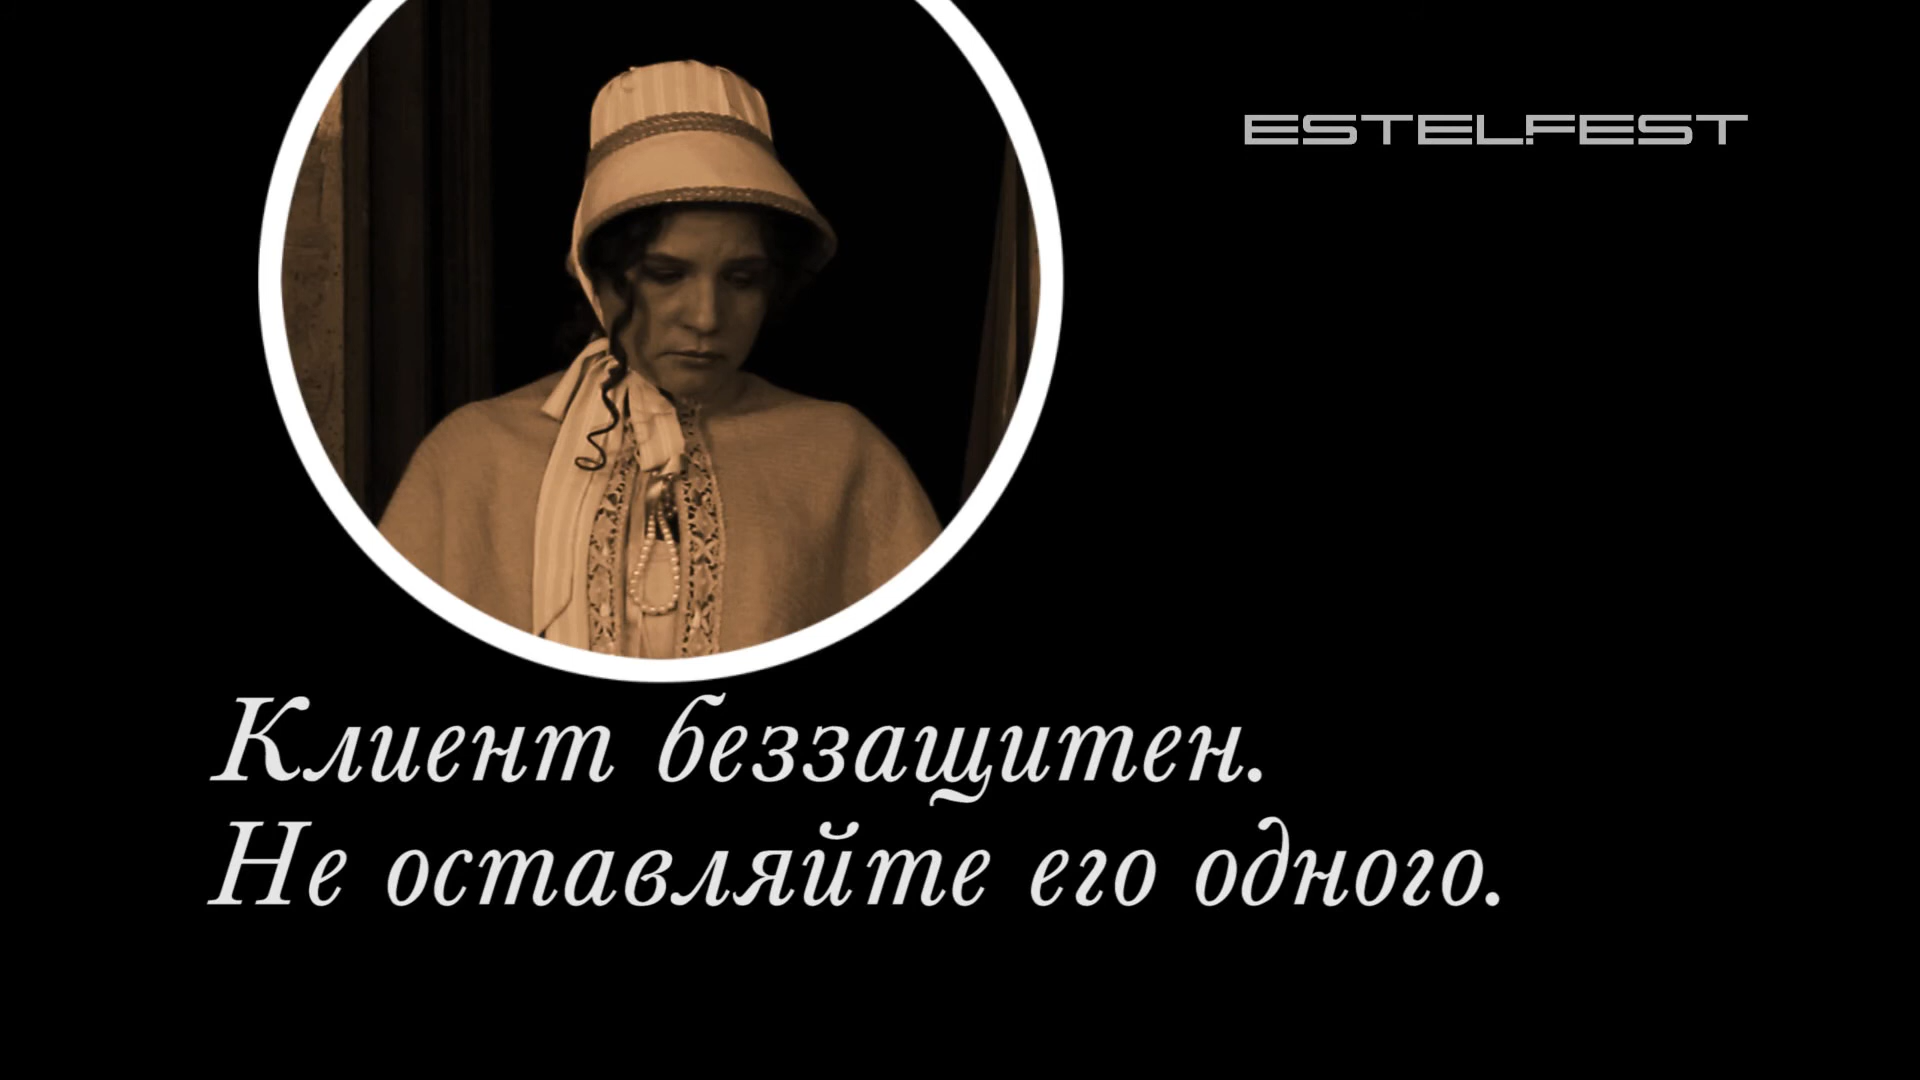 ESTELFEST
Клиент беззащитен.
Не оставляйте его одного.